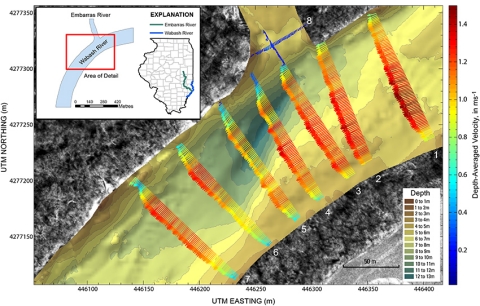 Embarras River
Wabash River
Area of Detail
0 140 280 420
Metres
EXPLANATION
Embarras River
Wabash River
4277350
4277300
4277250
4277200
4277150
UTM NORTHING (m)
8
1
2
3
4
5
6
7
50 m
Depth
0 to 1m
1 to 2m
2 to 3m
3 to 4m
4 to 5m
5 to 6m
6 to 7m
7 to 8m
8 to 9m
9 to 10m
10 to 11m
11 to 12m
12 to 13m
446100 446150 446200 446250 446300 446350 446400
UTM EASTING (m)
1.4
1.2
1.0
0.8
0.6
0.4
0.2
Depth-Averaged Velocity, in ms⁻¹